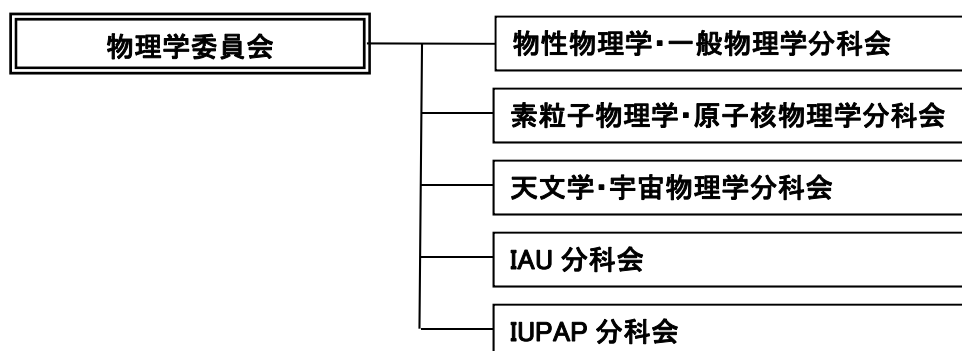 物理学委員会
物性物理学・一般物理学分科会
素粒子物理学・原子核物理学分科会
天文学・宇宙物理学分科会
IAU 分科会
IUPAP 分科会